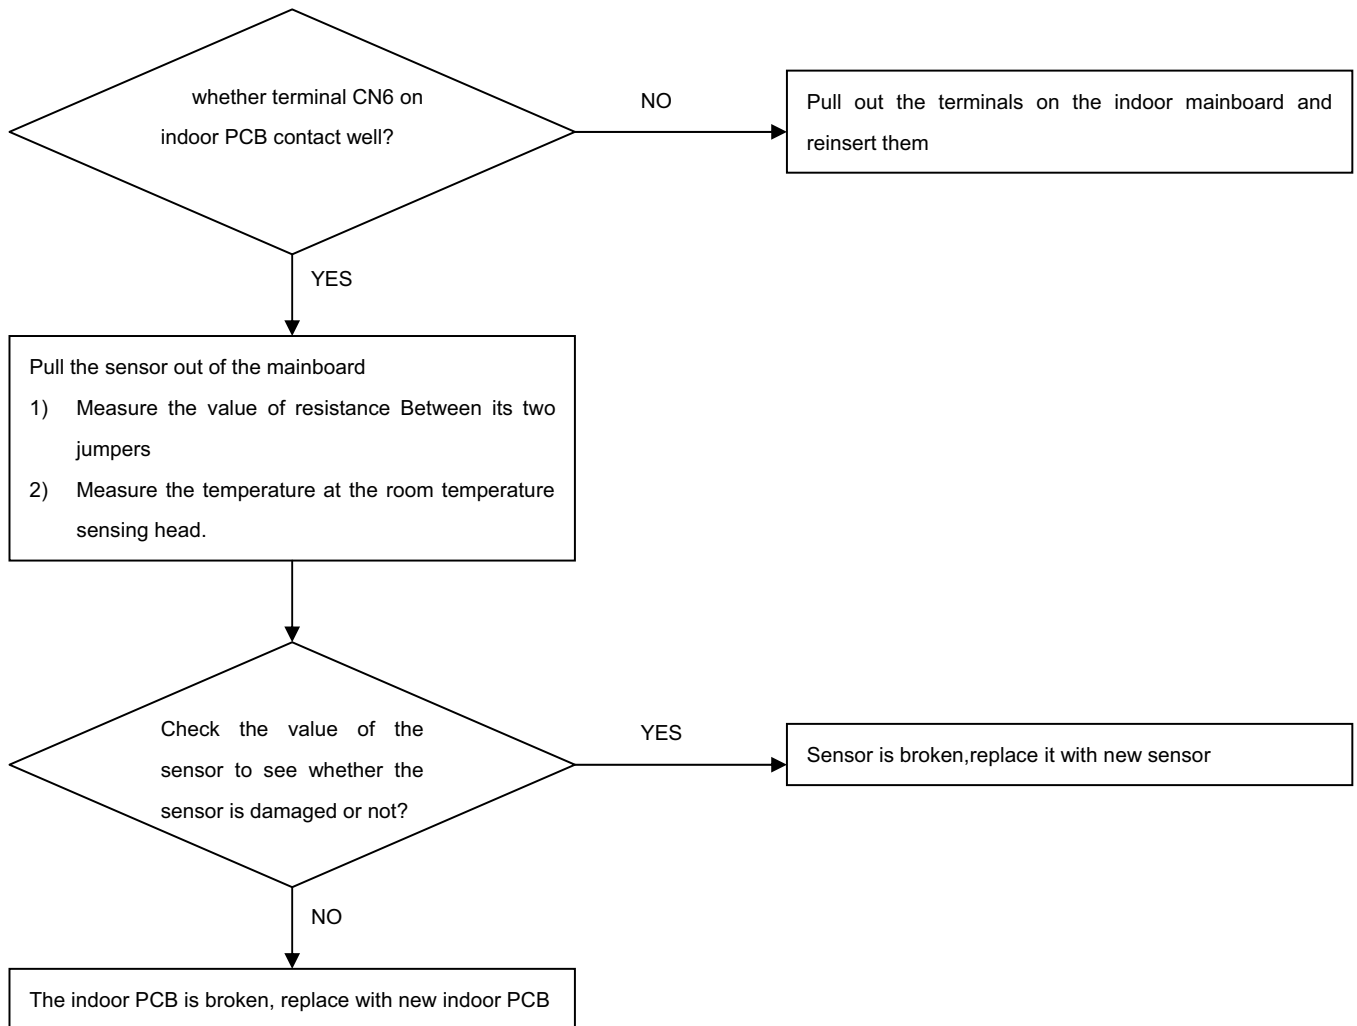 whether terminal CN6 on
indoor PCB contact well?
NO
Pull out the terminals on the indoor mainboard and
reinsert them
YES
Pull the sensor out of the mainboard
1) Measure the value of resistance Between its two
jumpers
2) Measure the temperature at the room temperature
sensing head.
Check the value of the
sensor to see whether the
sensor is damaged or not?
YES
Sensor is broken,replace it with new sensor
NO
The indoor PCB is broken, replace with new indoor PCB